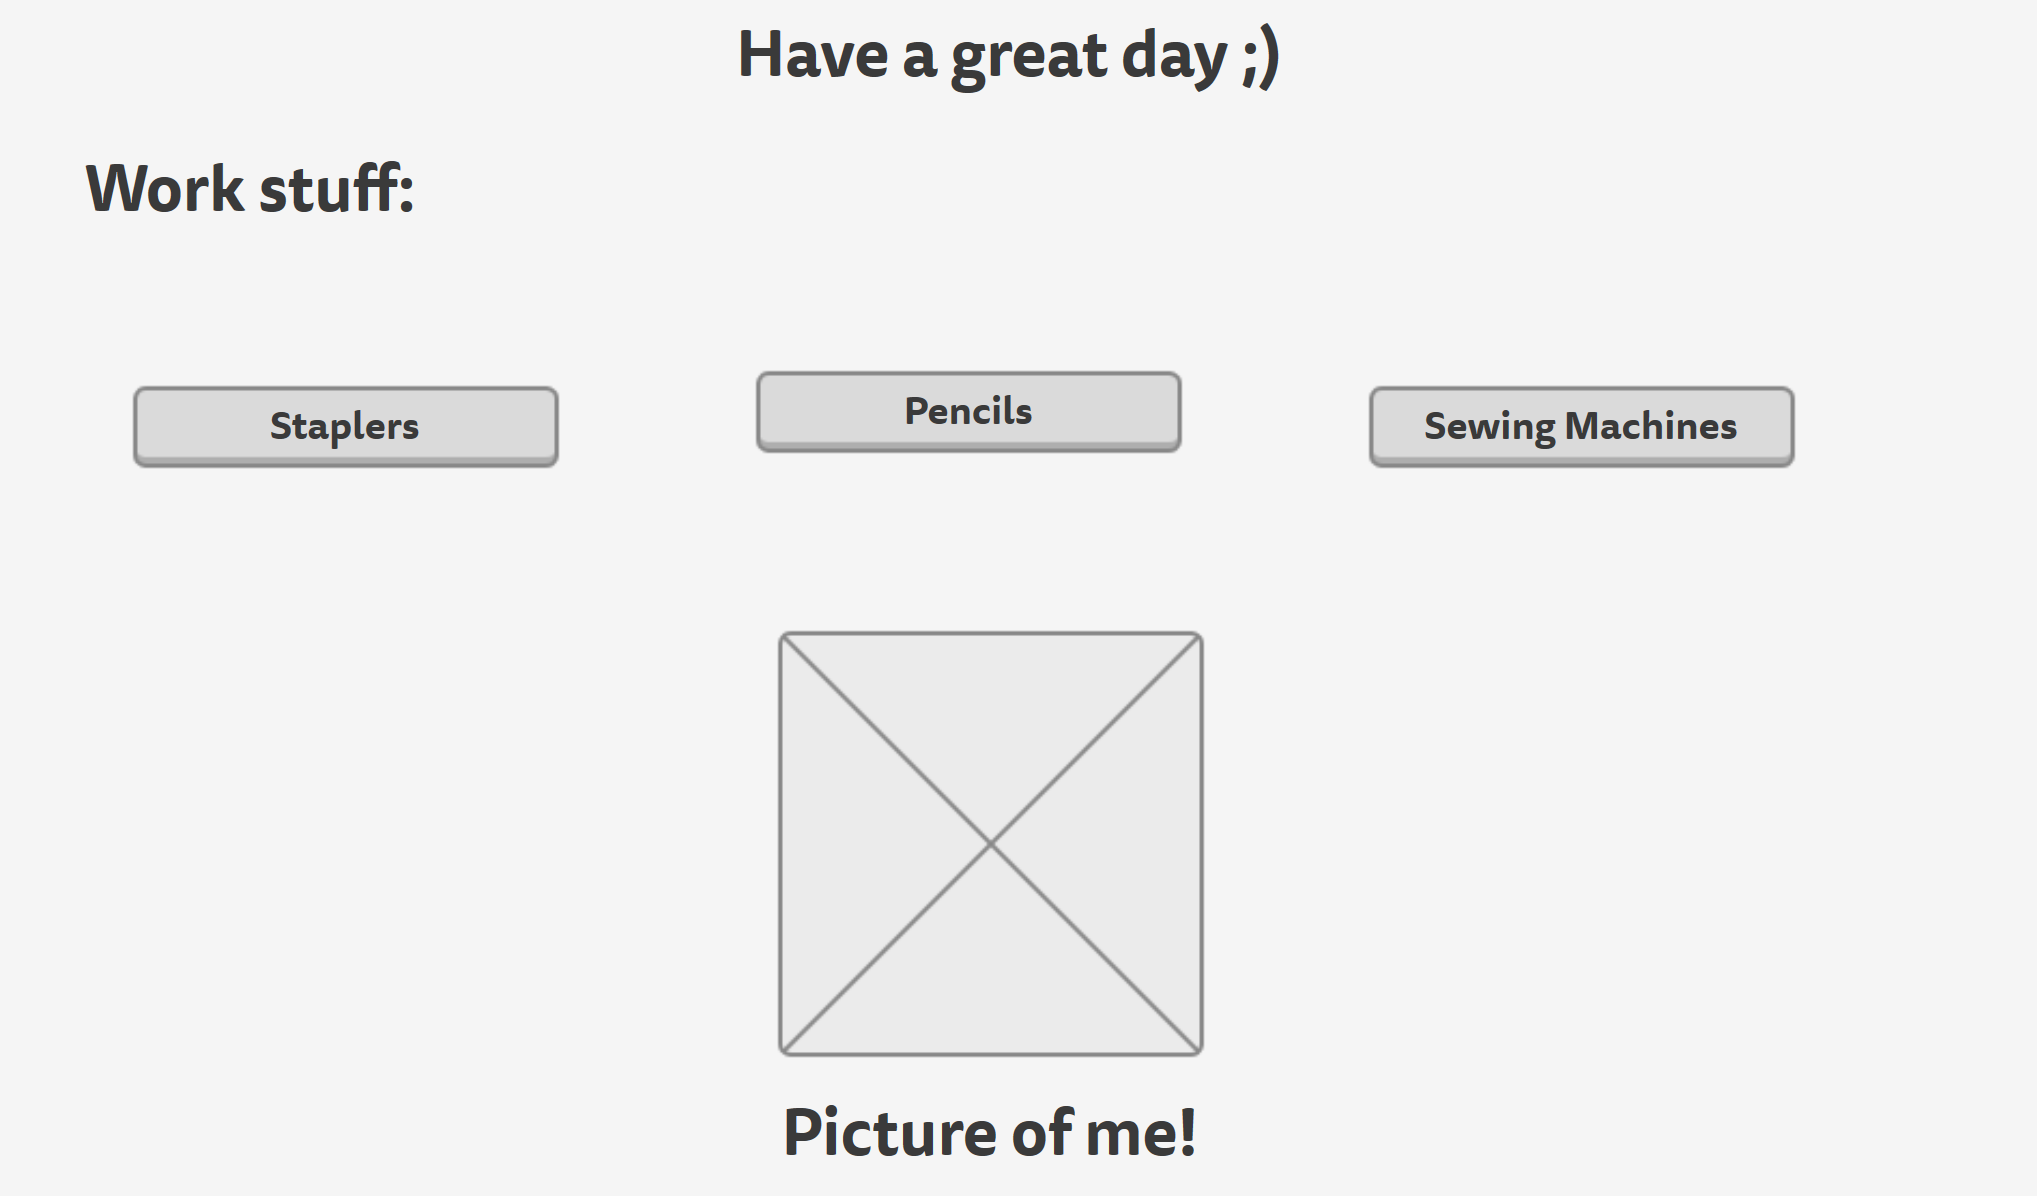 Have a great day ;)
Work stuff:
Staplers
Pencils
Sewing Machines
Picture of me!